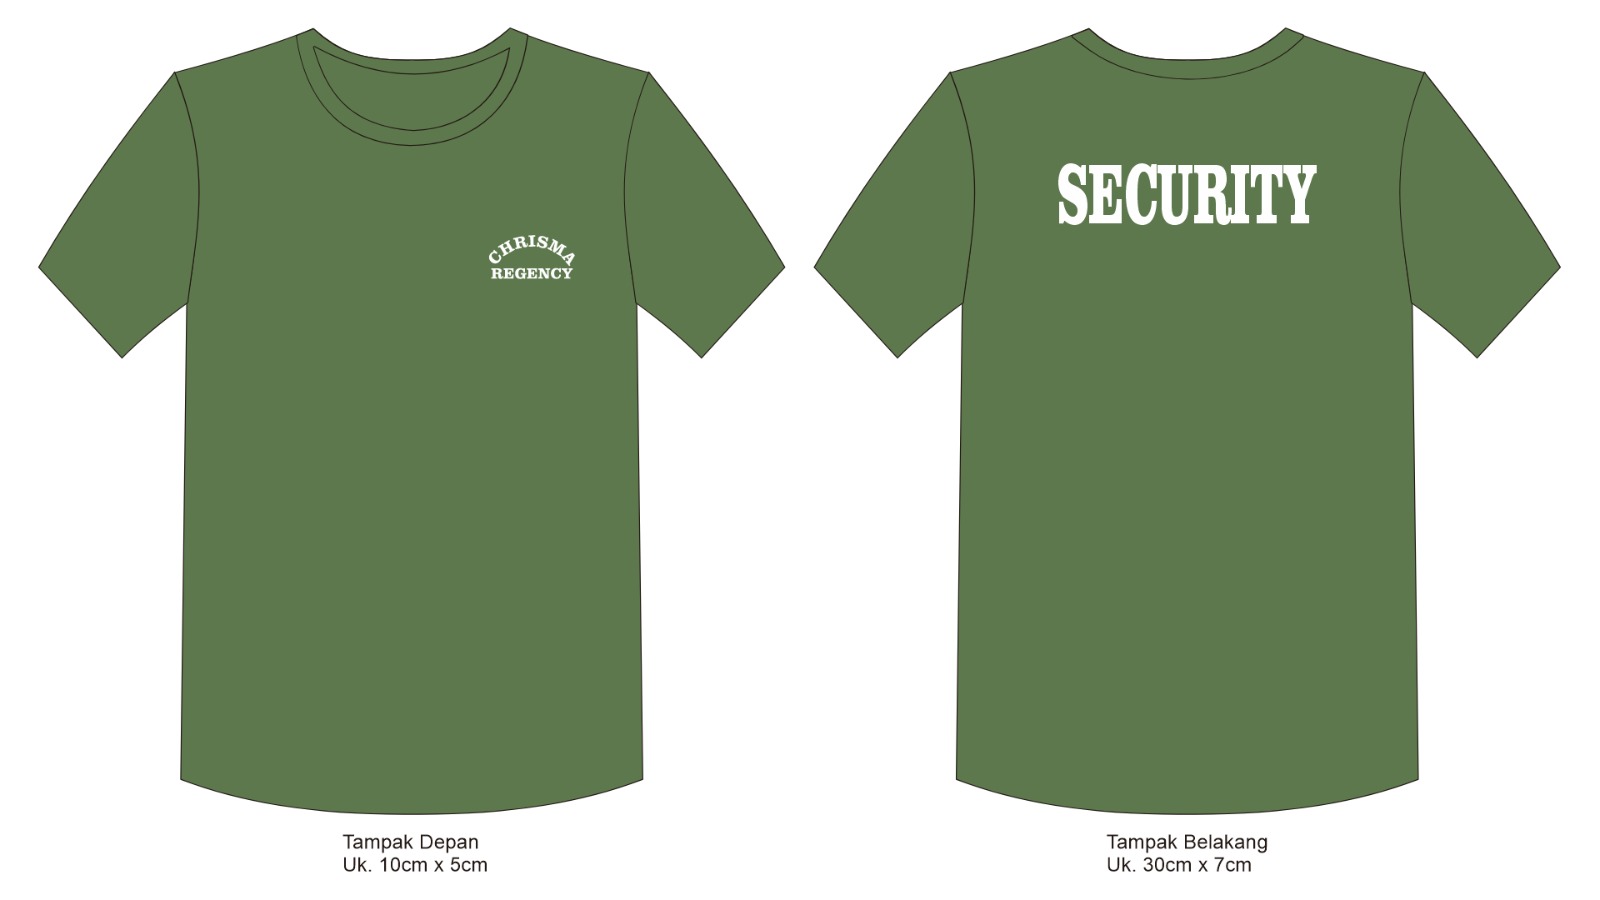 CHRISMA
REGENCY
SECURITY
Tampak Depan
Uk. 10cm x 5cm
Tampak Belakang
Uk. 30cm x 7cm